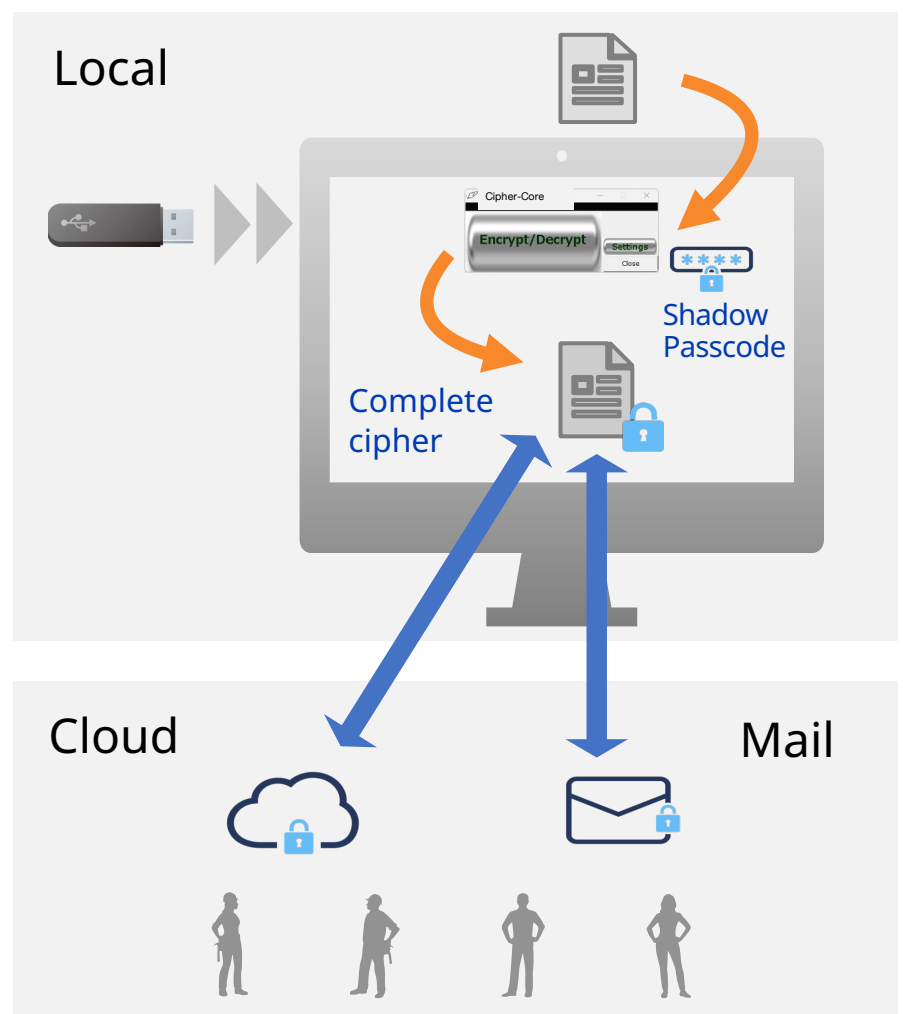 Local
Cipher-Core
Encrypt/Decrypt
Settings
Close
****
Shadow
Passcode
Complete
cipher
Cloud
Mail